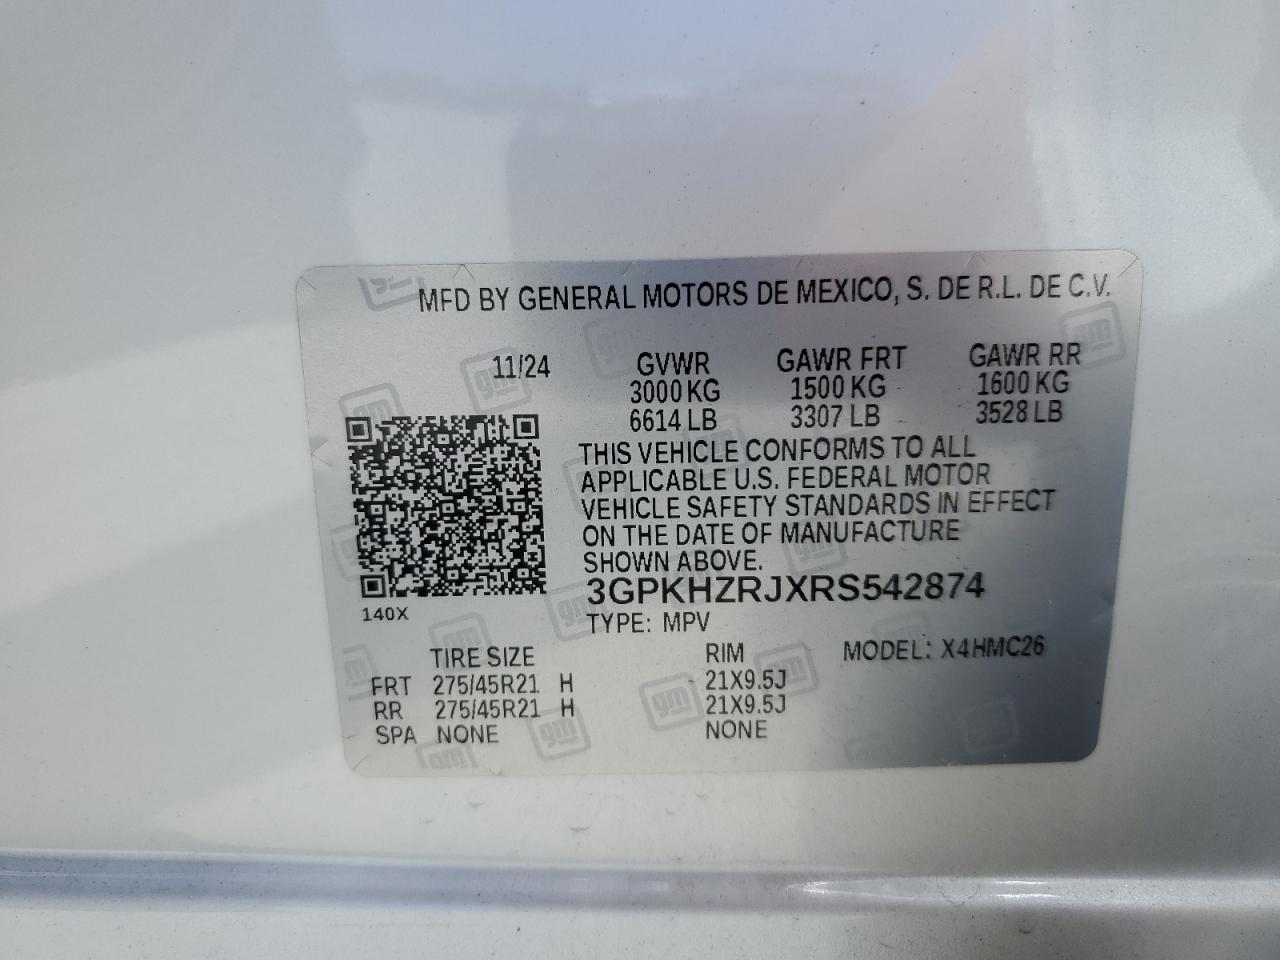 MFD BY GENERAL MOTORS DE MEXICO, S. DE R.L. DE C.V.
11/24 GVWR GAWR FRT GAWR RR
3000 KG 1500 KG 1600 KG
6614 LB 3307 LB 3528 LB
THIS VEHICLE CONFORMS TO ALL
APPLICABLE U.S. FEDERAL MOTOR
VEHICLE SAFETY STANDARDS IN EFFECT
ON THE DATE OF MANUFACTURE
SHOWN ABOVE.
3GPKHZRJXRS542874
140X
TYPE: MPV
TIRE SIZE RIM MODEL: X4HMC26
FRT 275/45R21 H 21X9.5J
RR 275/45R21 H 21X9.5J
SPA NONE NONE